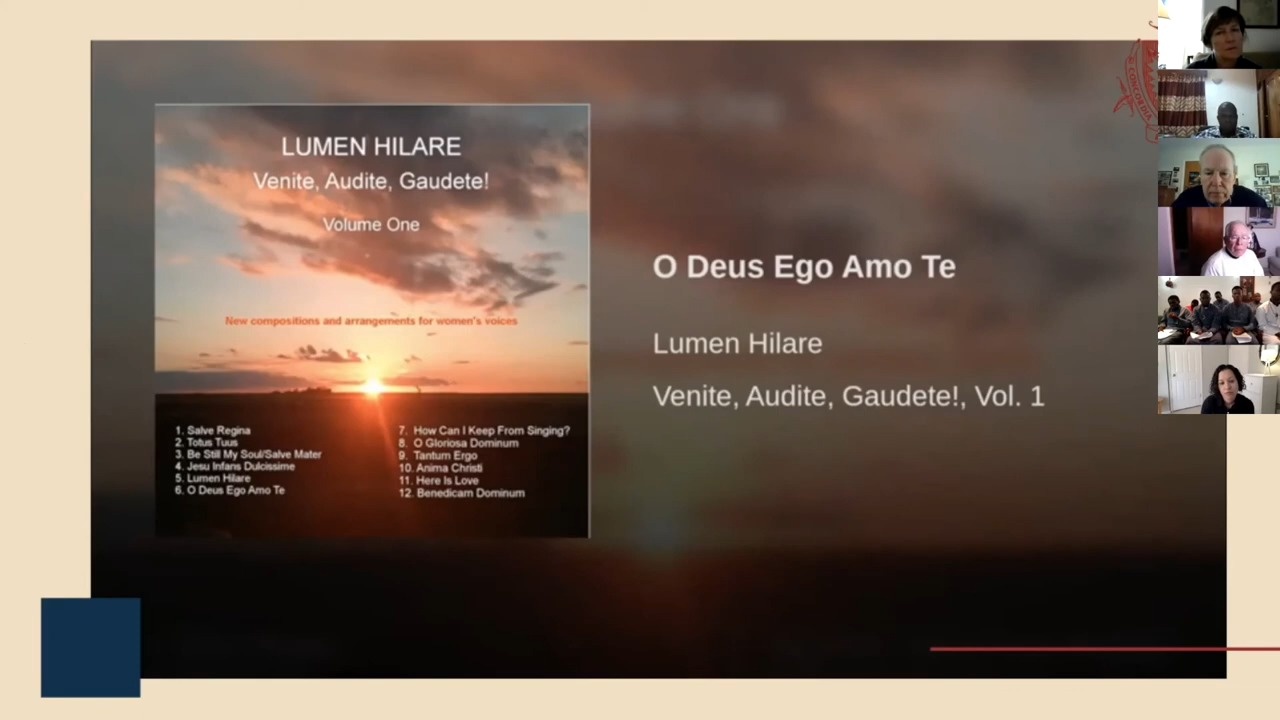 LUMEN HILARE
Venite, Audite, Gaudete!
Volume One
New compositions and arrangements for women's voices
1. Salve Regina
2. Totus Tuus
3. Be Still My Soul/Salve Mater
4. Jesu Infans Dulcissime
5. Lumen Hilare
6. O Deus Ego Amo Te
7. How Can I Keep From Singing?
8. O Gloriosa Dominum
9. Tantum Ergo
10. Anima Christi
11. Here Is Love
12. Benedicam Dominum
O Deus Ego Amo Te
Lumen Hilare
Venite, Audite, Gaudete!, Vol. 1
CONCORDIA